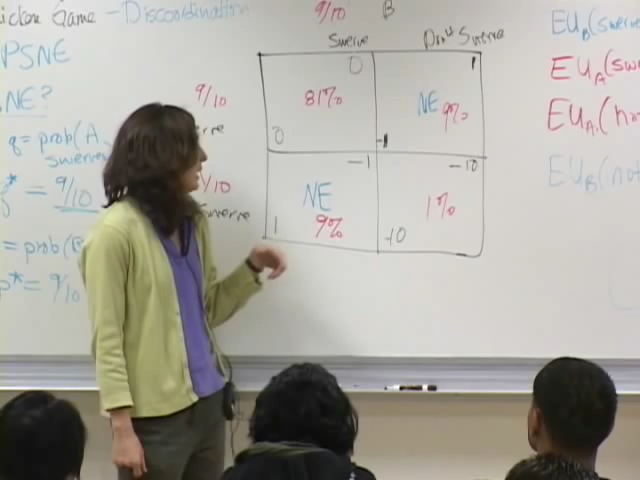 Game - Discoordination
9/10
B
EU_B(swerve
PSNE
Swerve
Don't Swerve
0
1
EU_A(swe
NE?
9/10
81%
NE
9%
EU_A(no
q = prob(A
swerves
0
-1
-1
-10
EU_B(not
= 9/10
NE
1%
Swerve
1
9%
-10
= prob(B
p* = 9/10